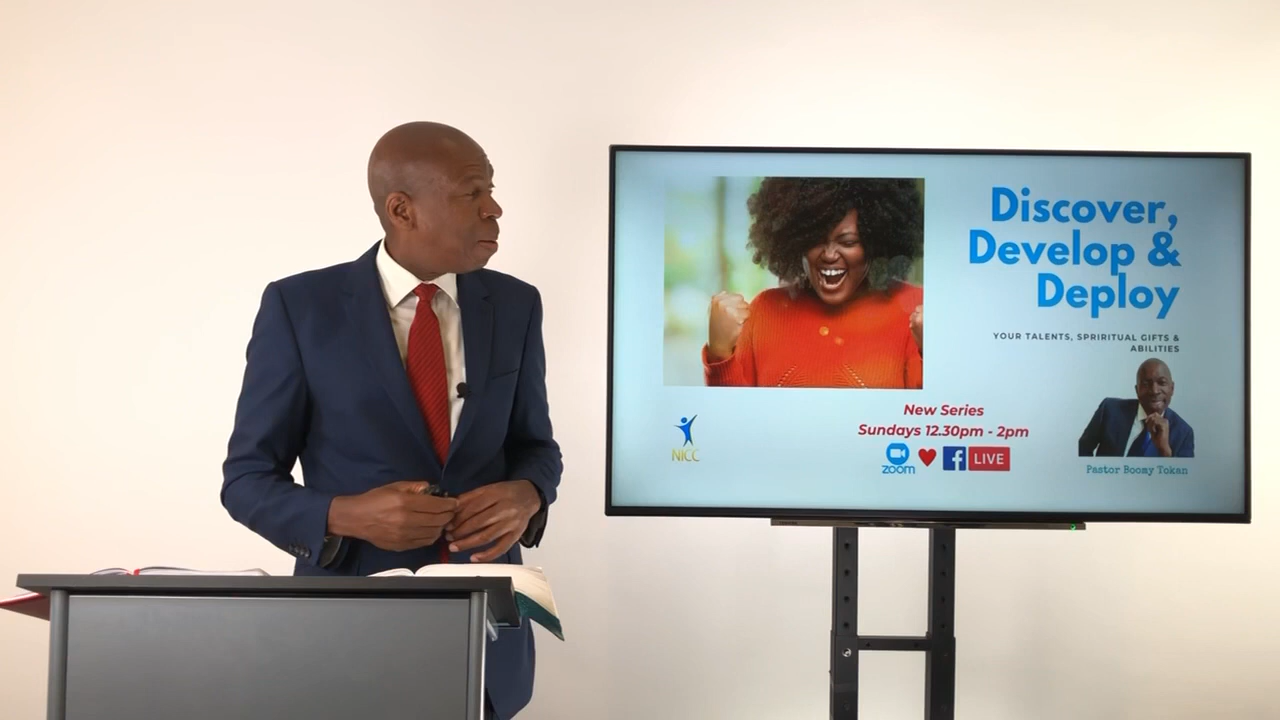 Discover,
Develop &
Deploy
YOUR TALENTS, SPRIRITUAL GIFTS &
ABILITIES
New Series
Sundays 12.30pm - 2pm
zoom
LIVE
NICC
Pastor Boomy Tokan